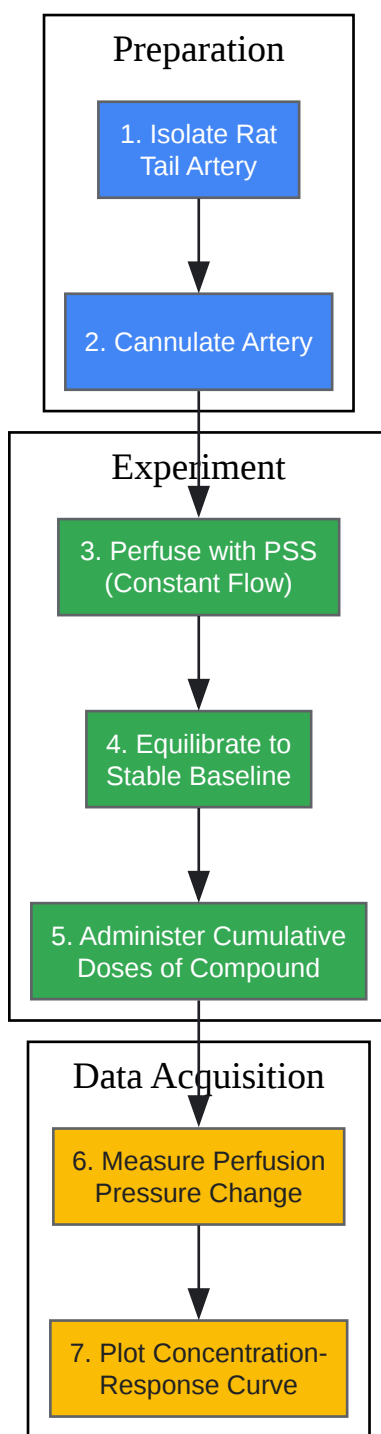 Preparation
1. Isolate Rat
Tail Artery
2. Cannulate Artery
Experiment
3. Perfuse with PSS
(Constant Flow)
4. Equilibrate to
Stable Baseline
5. Administer Cumulative
Doses of Compound
Data Acquisition
6. Measure Perfusion
Pressure Change
7. Plot Concentration-
Response Curve